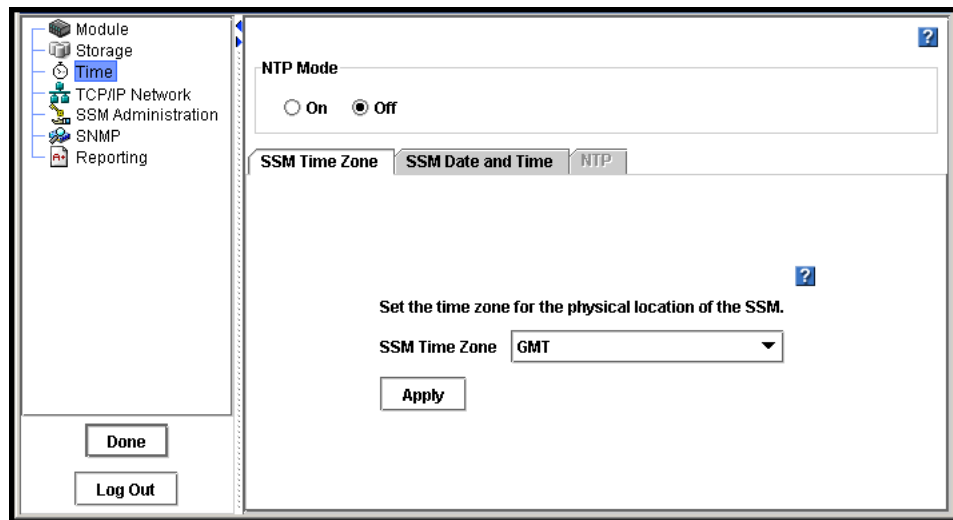 Module
Storage
Time
TCP/IP Network
SSM Administration
SNMP
Reporting
Done
Log Out
?
NTP Mode
On Off
SSM Time Zone SSM Date and Time NTP
?
Set the time zone for the physical location of the SSM.
SSM Time Zone GMT
Apply